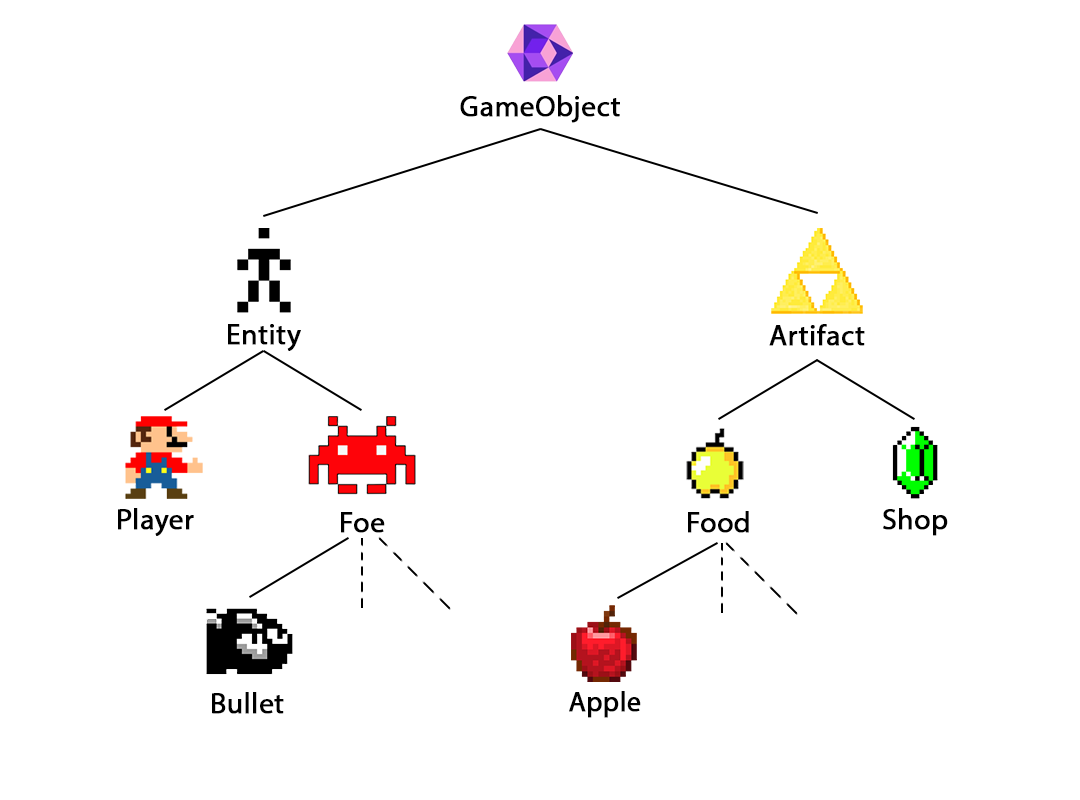 GameObject
Entity
Artifact
Player
Foe
Food
Shop
Bullet
Apple